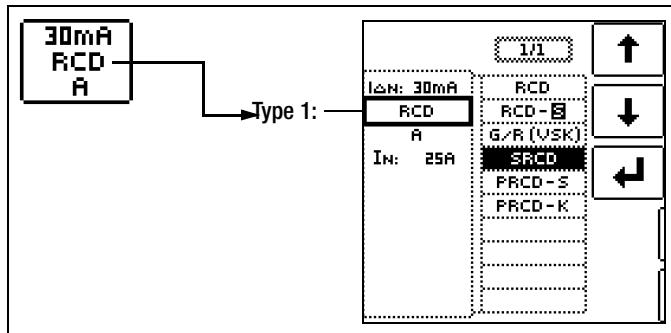 30mA
RCD
A
Type 1:
1/1
I∆N: 30mA
RCD
A
IN: 25A
RCD
RCD-S
G/R (VSK)
SRCD
PRCD-S
PRCD-K